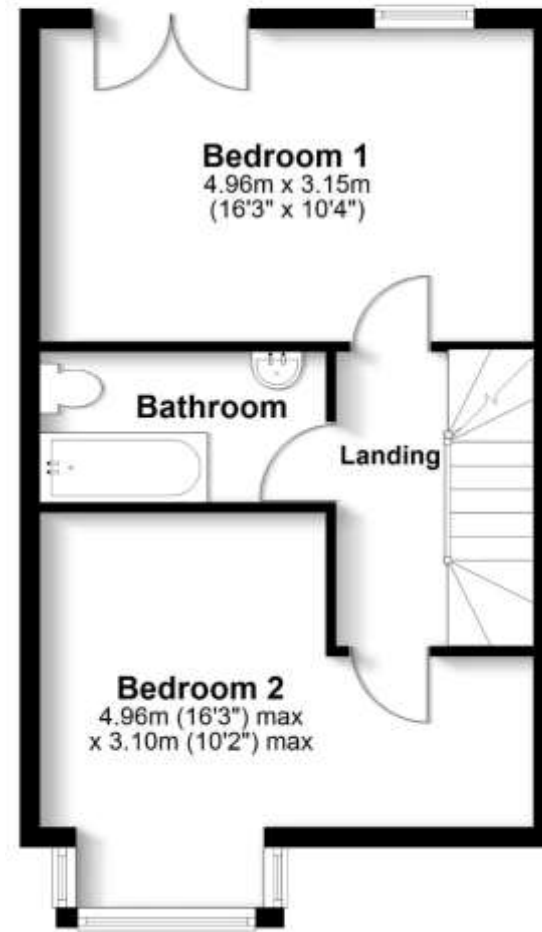 Bedroom 1
4.96m x 3.15m
(16'3" x 10'4")
Bathroom
Landing
Bedroom 2
4.96m (16'3") max
x 3.10m (10'2") max